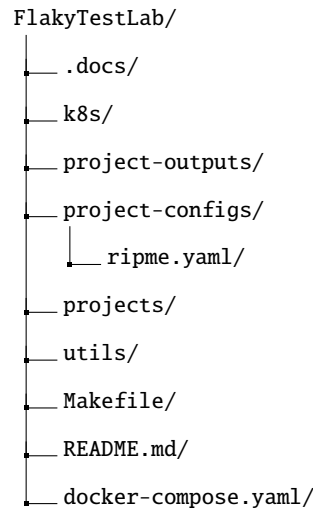 FlakyTestLab/
.docs/
k8s/
project-outputs/
project-configs/
ripme.yaml/
projects/
utils/
Makefile/
README.md/
docker-compose.yaml/